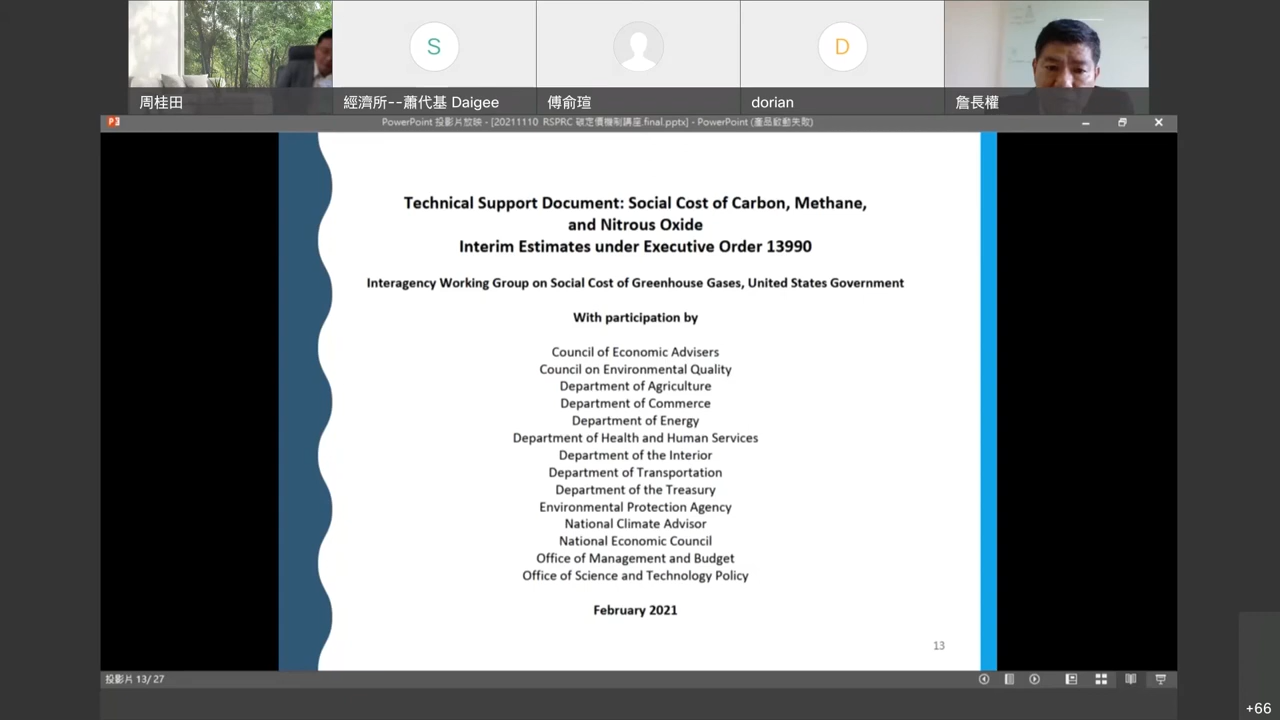 S
D
周桂田
經濟所--蕭代基 Daigee
傅俞瑄
dorian
詹長權
PowerPoint 投影片放映 - [20211110 RSPRC 碳定價機制講座.final.pptx] - PowerPoint (產品啟動失敗)
Technical Support Document: Social Cost of Carbon, Methane,
and Nitrous Oxide
Interim Estimates under Executive Order 13990
Interagency Working Group on Social Cost of Greenhouse Gases, United States Government
With participation by
Council of Economic Advisers
Council on Environmental Quality
Department of Agriculture
Department of Commerce
Department of Energy
Department of Health and Human Services
Department of the Interior
Department of Transportation
Department of the Treasury
Environmental Protection Agency
National Climate Advisor
National Economic Council
Office of Management and Budget
Office of Science and Technology Policy
February 2021
13
投影片 13/ 27
+66